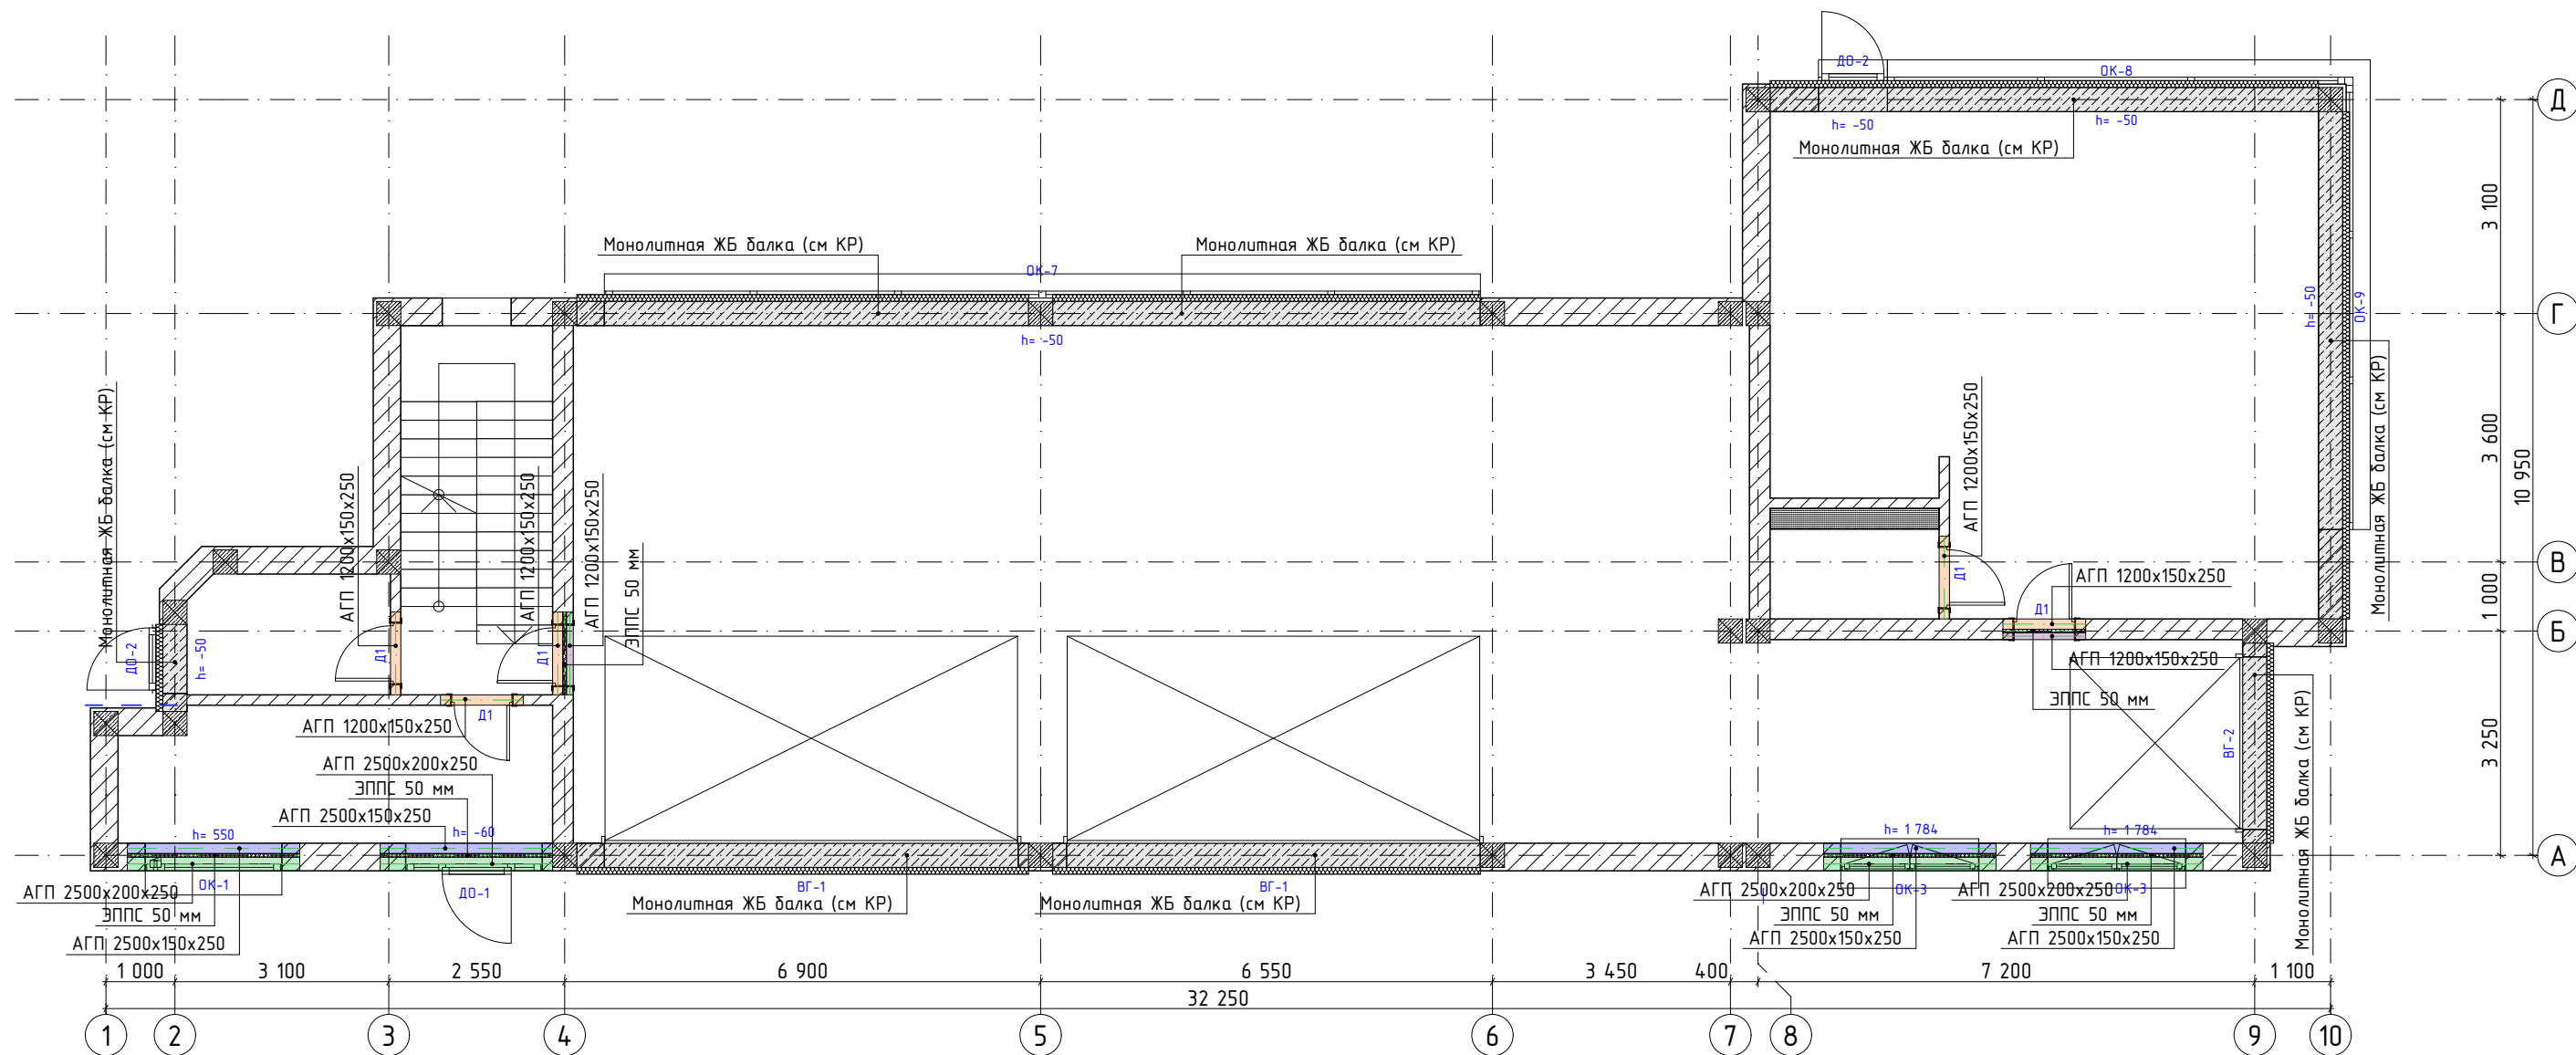 ДО-2
ОК-8
Д
h= -50
h= -50
Монолитная ЖБ балка (см КР)
3 100
Монолитная ЖБ балка (см КР)
Монолитная ЖБ балка (см КР)
ОК-7
h= -50
ОК-9
Г
h= -50
Монолитная ЖБ балка (см КР)
Монолитная ЖБ балка (см КР)
3 600
10 950
АГП 1200х150х250
АГП 1200х150х250
АГП 1200х150х250
АГП 1200х150х250
ЭППС 50 мм
В
Д1
АГП 1200х150х250
1 000
Д1
Б
ДО-2
h= -50
Д1
Д1
АГП 1200х150х250
ЭППС 50 мм
Д1
АГП 1200х150х250
ВГ-2
Монолитная ЖБ балка (см КР)
3 250
АГП 2500х200х250
ЭППС 50 мм
АГП 2500х150х250
h= 550
h= -60
h= 1 784
h= 1 784
А
ОК-1
АГП 2500х200х250
ДО-1
ВГ-1
ВГ-1
АГП 2500х200х250
ОК-3
АГП 2500х200х250
ОК-3
Монолитная ЖБ балка (см КР)
Монолитная ЖБ балка (см КР)
ЭППС 50 мм
ЭППС 50 мм
ЭППС 50 мм
АГП 2500х150х250
АГП 2500х150х250
АГП 2500х150х250
1 000
3 100
2 550
6 900
6 550
3 450
400
7 200
1 100
32 250
1
2
3
4
5
6
7
8
9
10